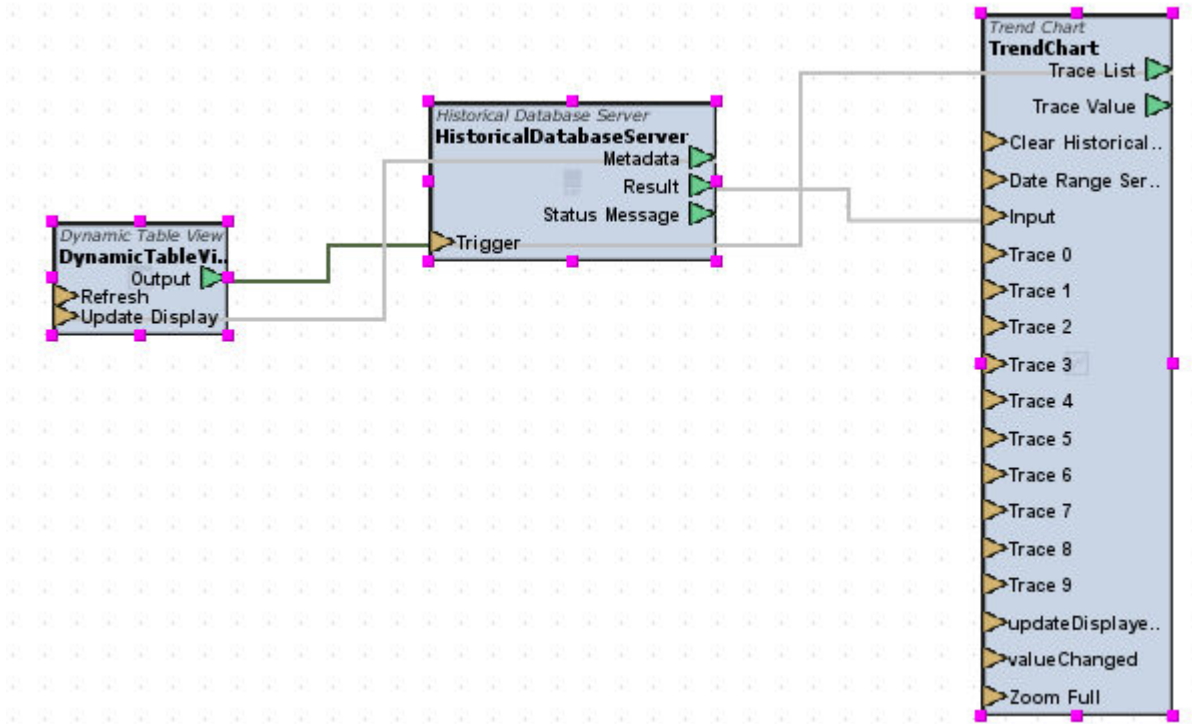 Dynamic Table View
DynamicTableVi..
Output
Refresh
Update Display
Historical Database Server
HistoricalDatabaseServer
Metadata
Result
Status Message
Trigger
Trend Chart
TrendChart
Trace List
Trace Value
Clear Historical..
Date Range Ser..
Input
Trace 0
Trace 1
Trace 2
Trace 3
Trace 4
Trace 5
Trace 6
Trace 7
Trace 8
Trace 9
updateDisplaye..
valueChanged
Zoom Full